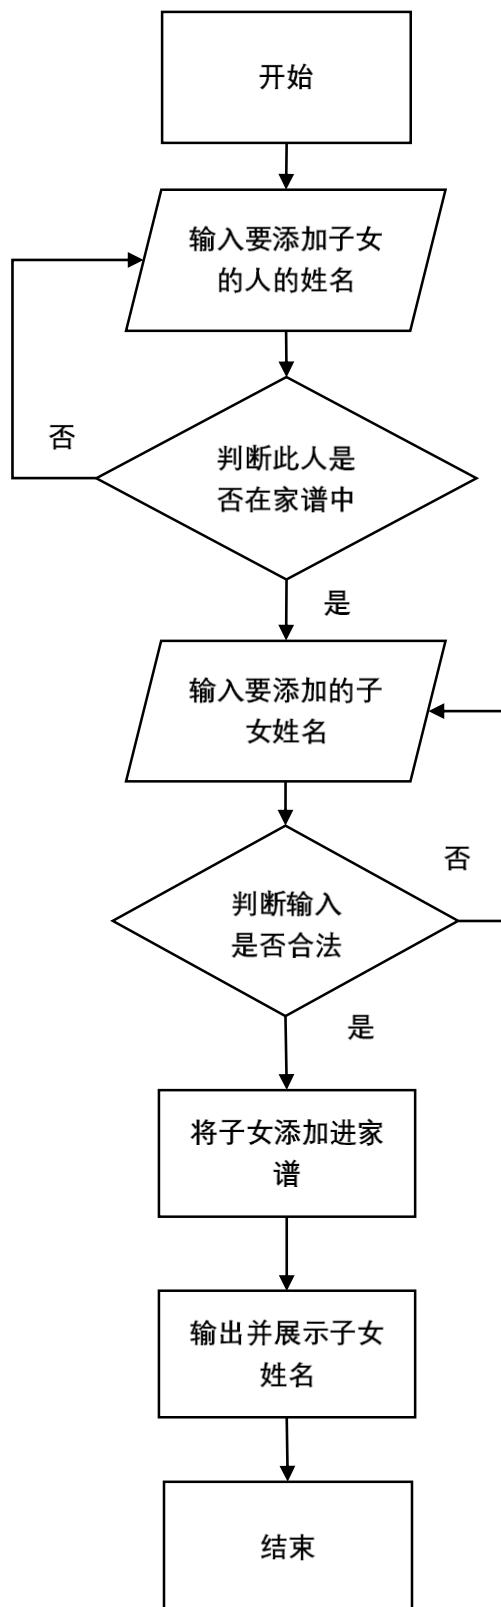 开始
输入要添加子女
的人的姓名
否
判断此人是
否在家谱中
是
输入要添加的子
女姓名
否
判断输入
是否合法
是
将子女添加进家
谱
输出并展示子女
姓名
结束